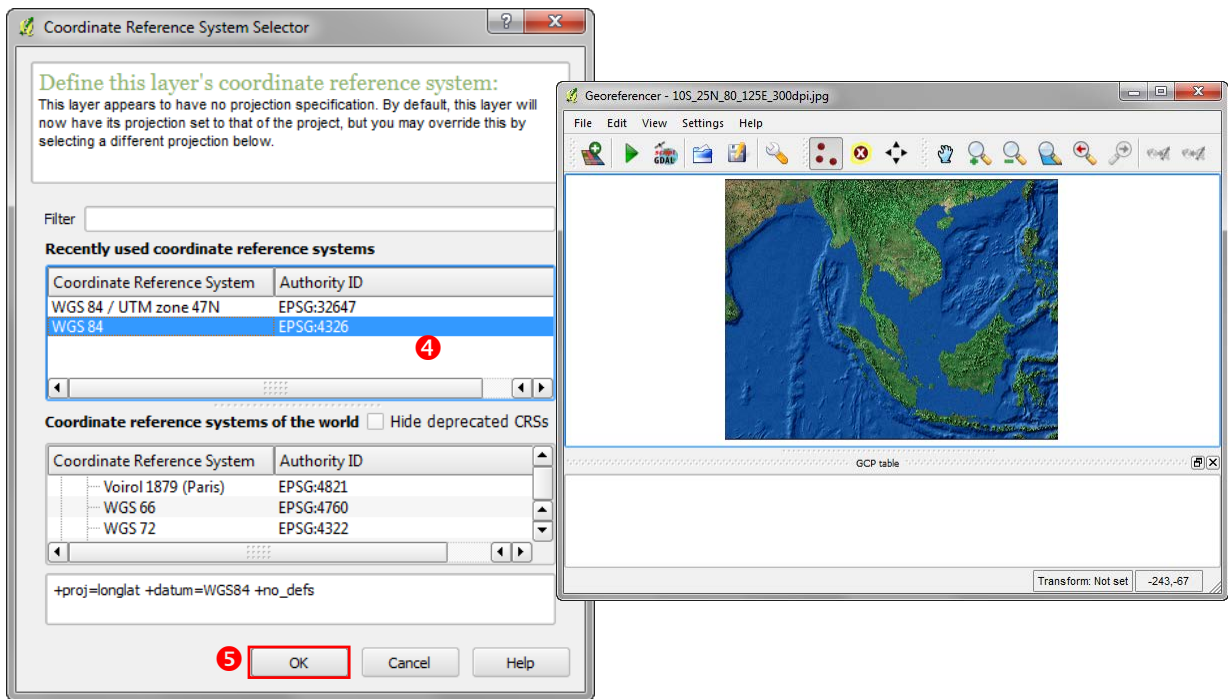 Coordinate Reference System Selector
Define this layer's coordinate reference system:
This layer appears to have no projection specification. By default, this layer will
now have its projection set to that of the project, but you may override this by
selecting a different projection below.
Filter
Recently used coordinate reference systems
Coordinate Reference System Authority ID
WGS 84 / UTM zone 47N EPSG:32647
WGS 84 EPSG:4326
4
Coordinate reference systems of the world Hide deprecated CRSs
Coordinate Reference System Authority ID
Voirol 1879 (Paris) EPSG:4821
WGS 66 EPSG:4760
WGS 72 EPSG:4322
+proj=longlat +datum=WGS84 +no_defs
5 OK Cancel Help
Georeferencer - 10S_25N_80_125E_300dpi.jpg
File Edit View Settings Help
GDAL
GCP table
Transform: Not set -243,-67